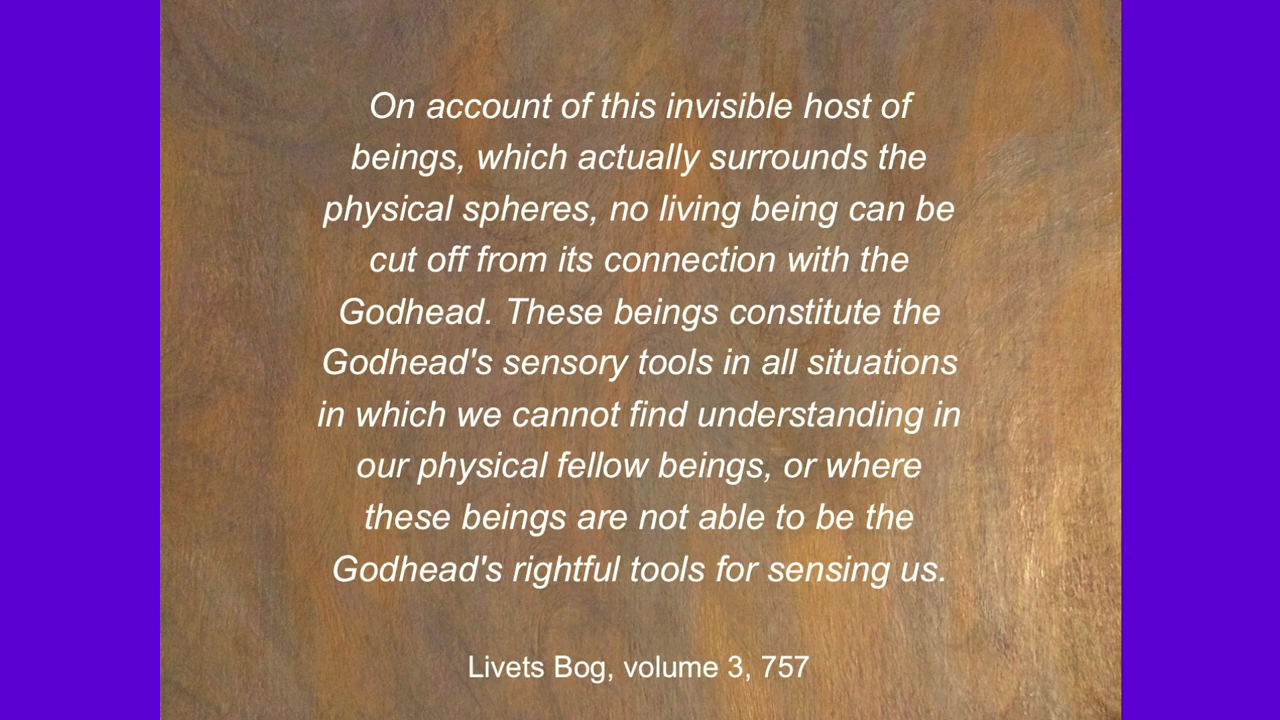 On account of this invisible host of
beings, which actually surrounds the
physical spheres, no living being can be
cut off from its connection with the
Godhead. These beings constitute the
Godhead's sensory tools in all situations
in which we cannot find understanding in
our physical fellow beings, or where
these beings are not able to be the
Godhead's rightful tools for sensing us.
Livets Bog, volume 3, 757